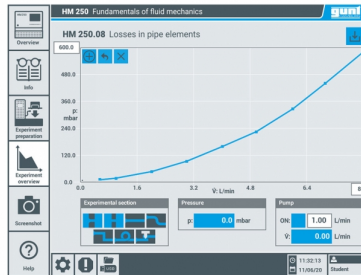 HM 250 Fundamentals of fluid mechanics
gunt
HM 250.08 Losses in pipe elements
Overview
Info
Experiment
preparation
Experiment
overview
Screenshot
Help
600.0
480.0
360.0
p:
mbar
240.0
120.0
0.0
0.0
1.6
3.2
4.8
6.4
8
V̇: L/min
Experimental section
Pressure
p:
0.0 mbar
Pump
ON:
1.00 L/min
V̇:
0.00 L/min
11:32:13
11/06/20
Student